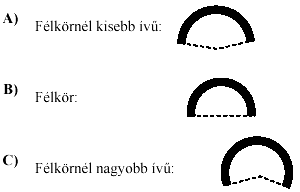 A) Félkörnél kisebb ívű:
B) Félkör:
C) Félkörnél nagyobb ívű: